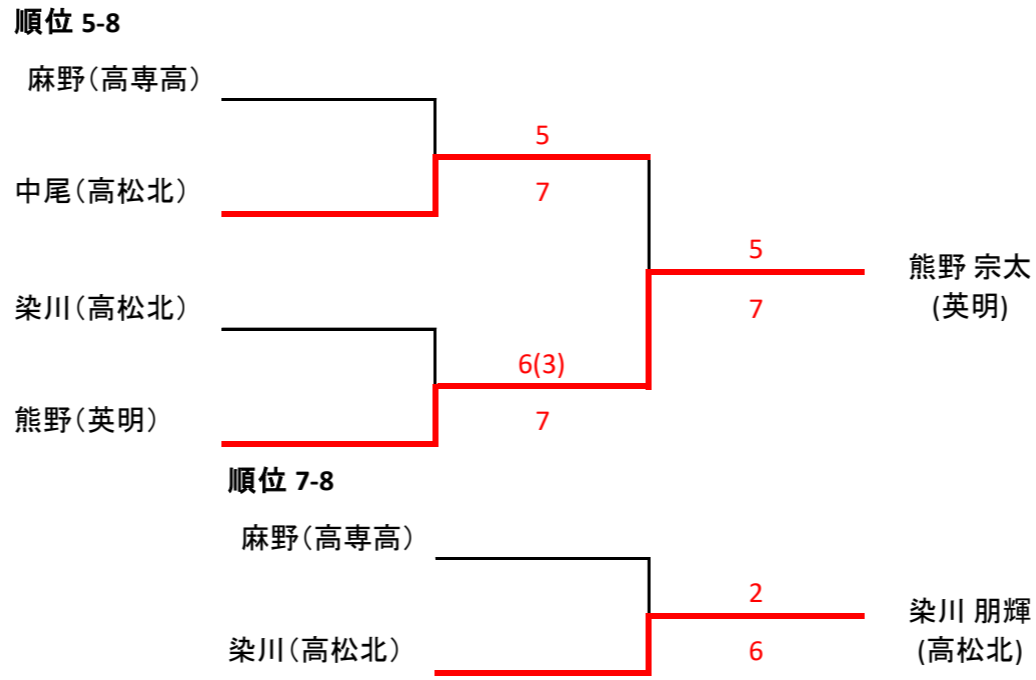 順位 5-8
麻野（高専高）
5
中尾（高松北）
7
5
熊野 宗太
染川（高松北）
7
(英明)
6(3)
熊野（英明）
7
順位 7-8
麻野（高専高）
2
染川 朋輝
染川（高松北）
6
(高松北)